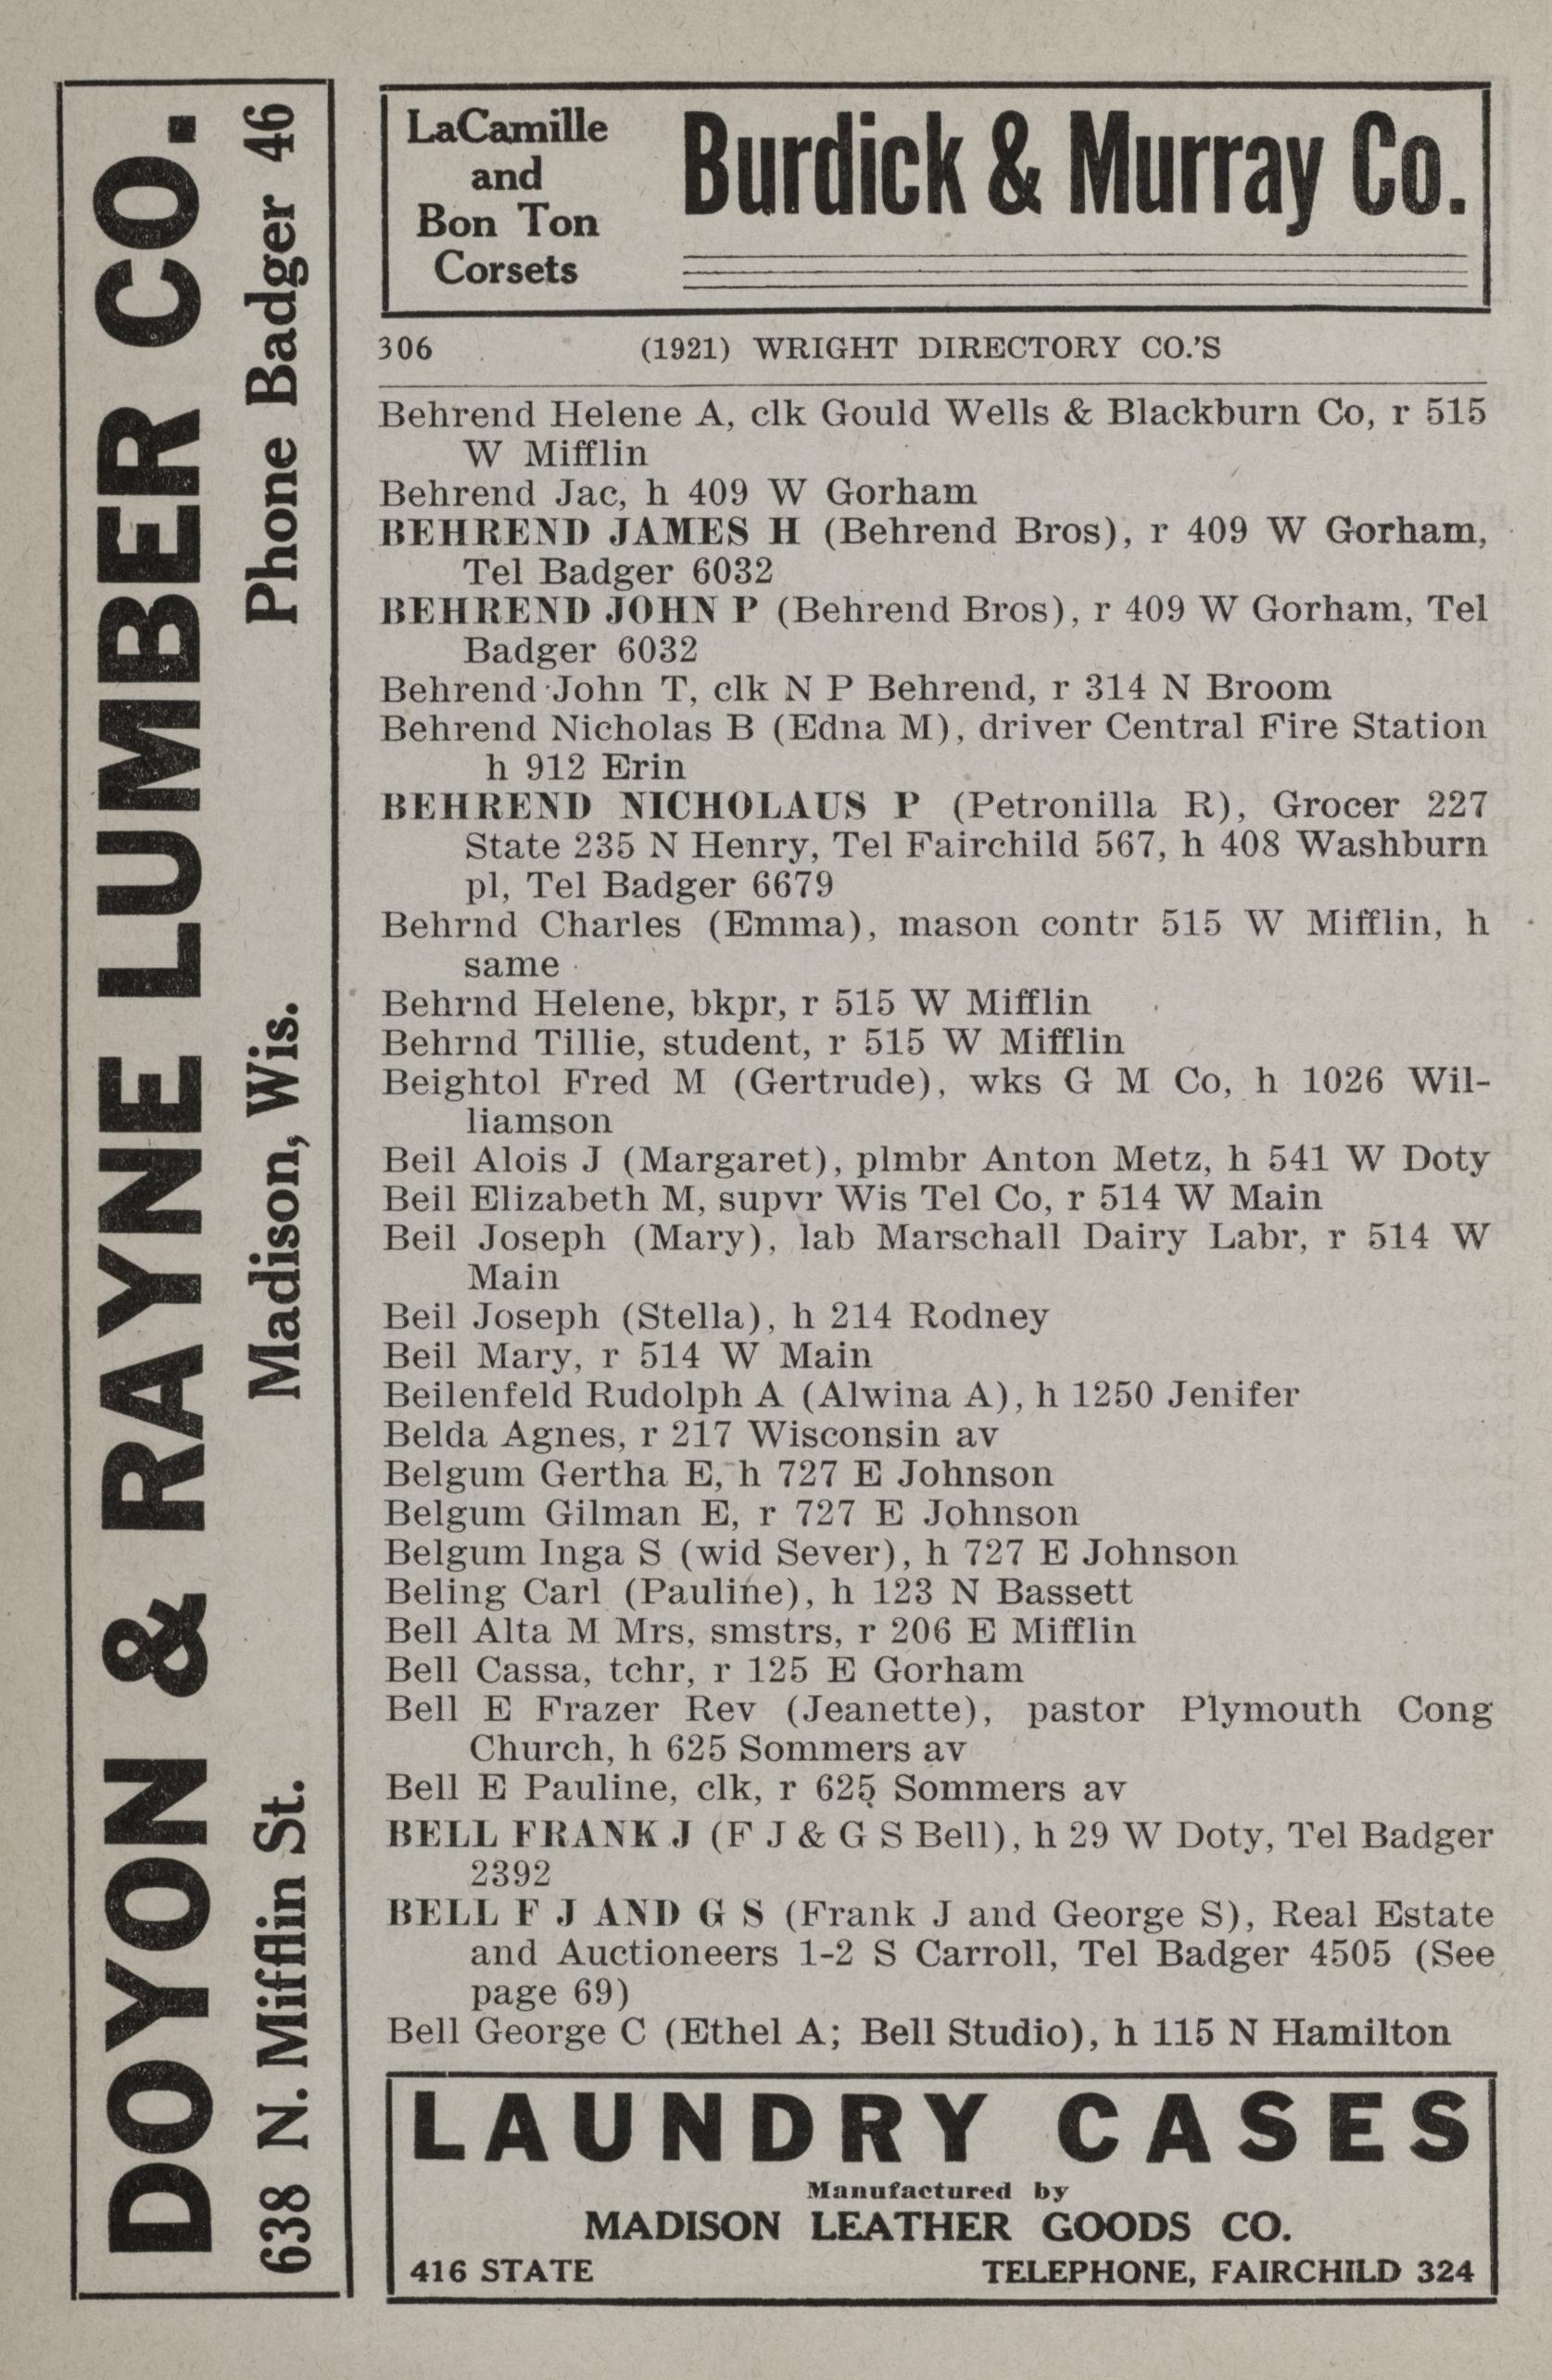 DOYON & RAYNE LUMBER CO.
638 N. Mifflin St. Madison, Wis. Phone Badger 46
LaCamille
and
Bon Ton
Corsets
Burdick & Murray Co.
306 (1921) WRIGHT DIRECTORY CO.'S
Behrend Helene A, clk Gould Wells & Blackburn Co, r 515
W Mifflin
Behrend Jac, h 409 W Gorham
BEHREND JAMES H (Behrend Bros), r 409 W Gorham,
Tel Badger 6032
BEHREND JOHN P (Behrend Bros), r 409 W Gorham, Tel
Badger 6032
Behrend John T, clk N P Behrend, r 314 N Broom
Behrend Nicholas B (Edna M), driver Central Fire Station
h 912 Erin
BEHREND NICHOLAUS P (Petronilla R), Grocer 227
State 235 N Henry, Tel Fairchild 567, h 408 Washburn
pl, Tel Badger 6679
Behrnd Charles (Emma), mason contr 515 W Mifflin, h
same
Behrnd Helene, bkpr, r 515 W Mifflin
Behrnd Tillie, student, r 515 W Mifflin
Beightol Fred M (Gertrude), wks G M Co, h 1026 Wil-
liamson
Beil Alois J (Margaret), plmbr Anton Metz, h 541 W Doty
Beil Elizabeth M, supvr Wis Tel Co, r 514 W Main
Beil Joseph (Mary), lab Marschall Dairy Labr, r 514 W
Main
Beil Joseph (Stella), h 214 Rodney
Beil Mary, r 514 W Main
Beilenfeld Rudolph A (Alwina A), h 1250 Jenifer
Belda Agnes, r 217 Wisconsin av
Belgum Gertha E, h 727 E Johnson
Belgum Gilman E, r 727 E Johnson
Belgum Inga S (wid Sever), h 727 E Johnson
Beling Carl (Pauline), h 123 N Bassett
Bell Alta M Mrs, smstrs, r 206 E Mifflin
Bell Cassa, tchr, r 125 E Gorham
Bell E Frazer Rev (Jeanette), pastor Plymouth Cong
Church, h 625 Sommers av
Bell E Pauline, clk, r 625 Sommers av
BELL FRANK J (F J & G S Bell), h 29 W Doty, Tel Badger
2392
BELL F J AND G S (Frank J and George S), Real Estate
and Auctioneers 1-2 S Carroll, Tel Badger 4505 (See
page 69)
Bell George C (Ethel A; Bell Studio), h 115 N Hamilton
LAUNDRY CASES
Manufactured by
MADISON LEATHER GOODS CO.
416 STATE TELEPHONE, FAIRCHILD 324